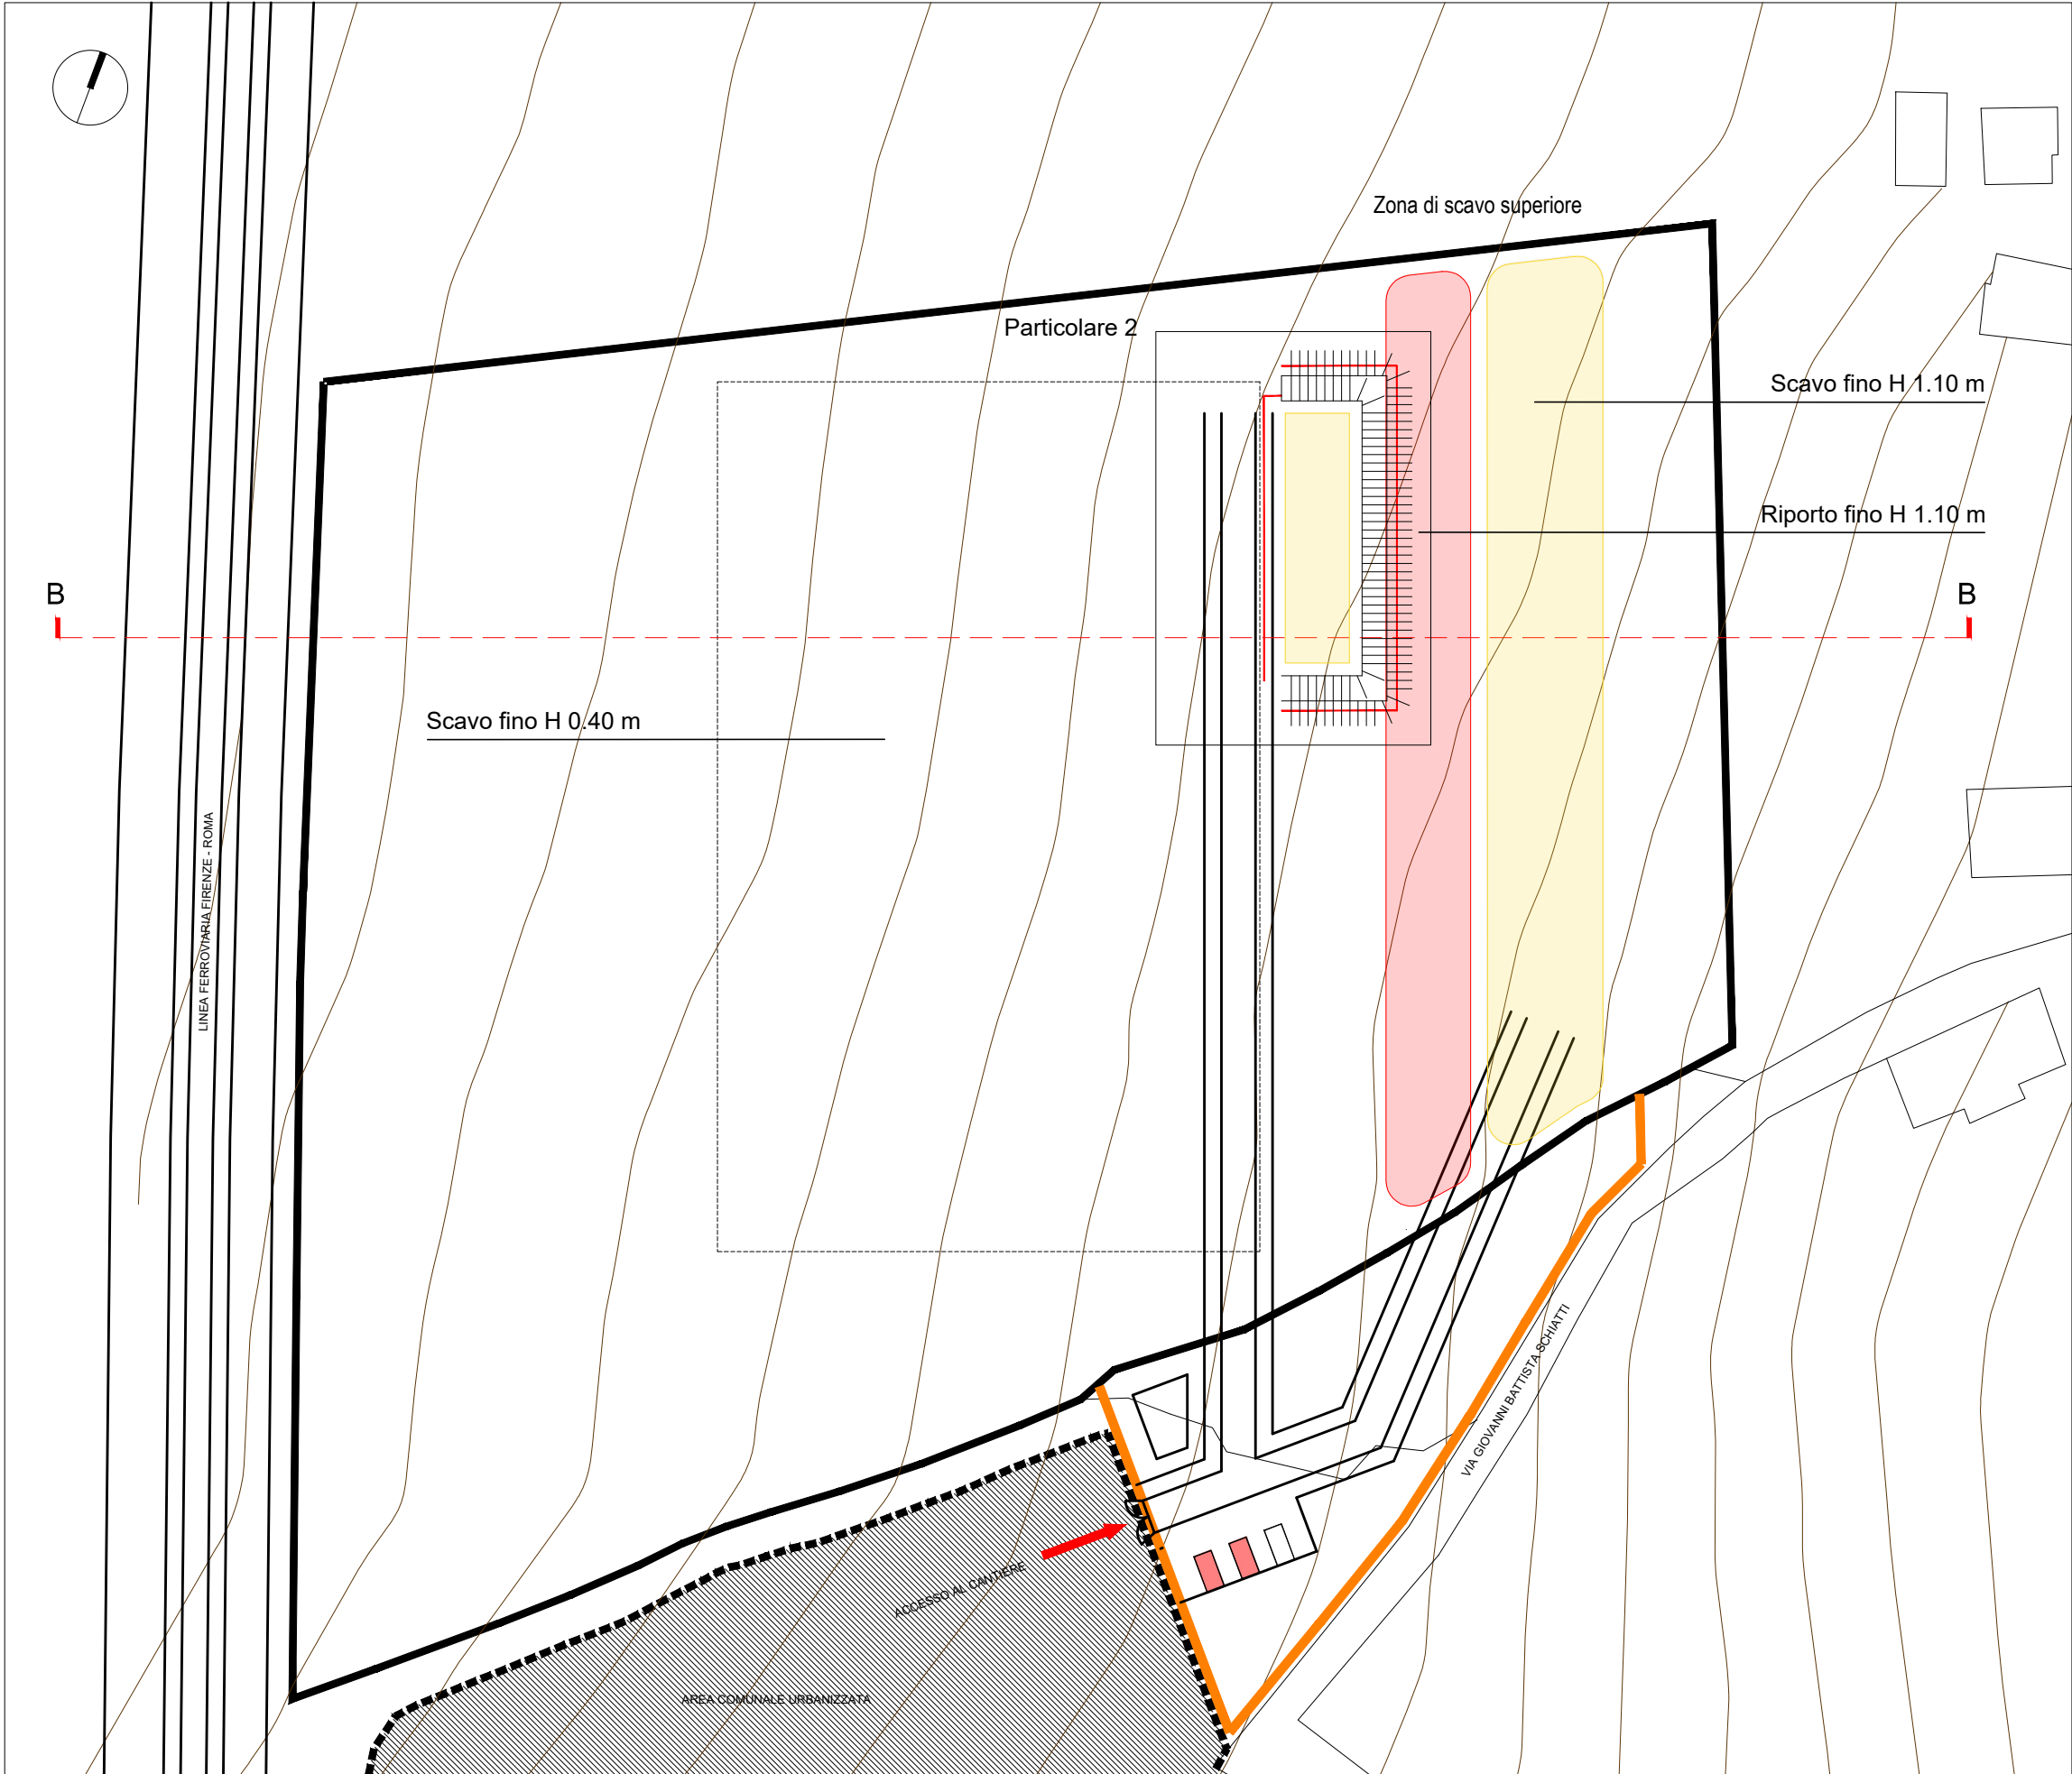 Zona di scavo superiore
Particolare 2
Scavo fino H 1.10 m
Riporto fino H 1.10 m
B
B
Scavo fino H 0.40 m
LINEA FERROVIARIA FIRENZE - ROMA
VIA GIOVANNI BATTISTA SCHIATTI
ACCESSO AL CANTIERE
AREA COMUNALE URBANIZZATA